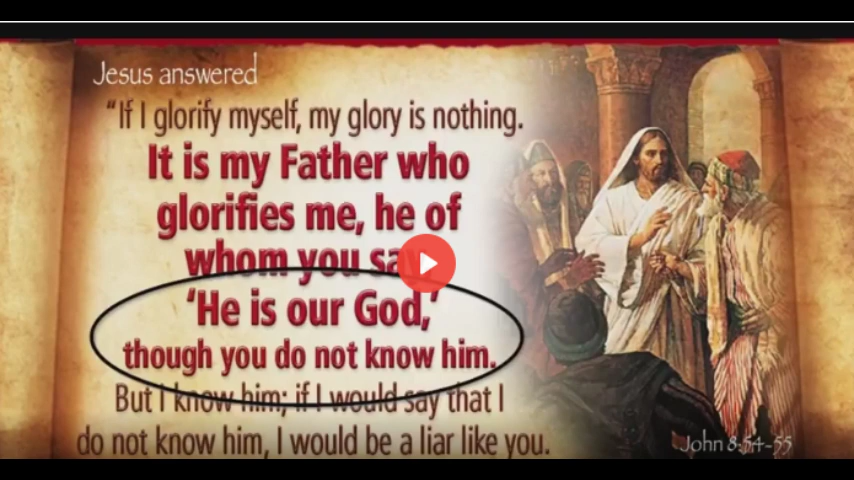 Jesus answered
“If I glorify myself, my glory is nothing.
It is my Father who
glorifies me, he of
whom you say,
‘He is our God,’
though you do not know him.
But I know him; if I would say that I
do not know him, I would be a liar like you.
John 8:54-55